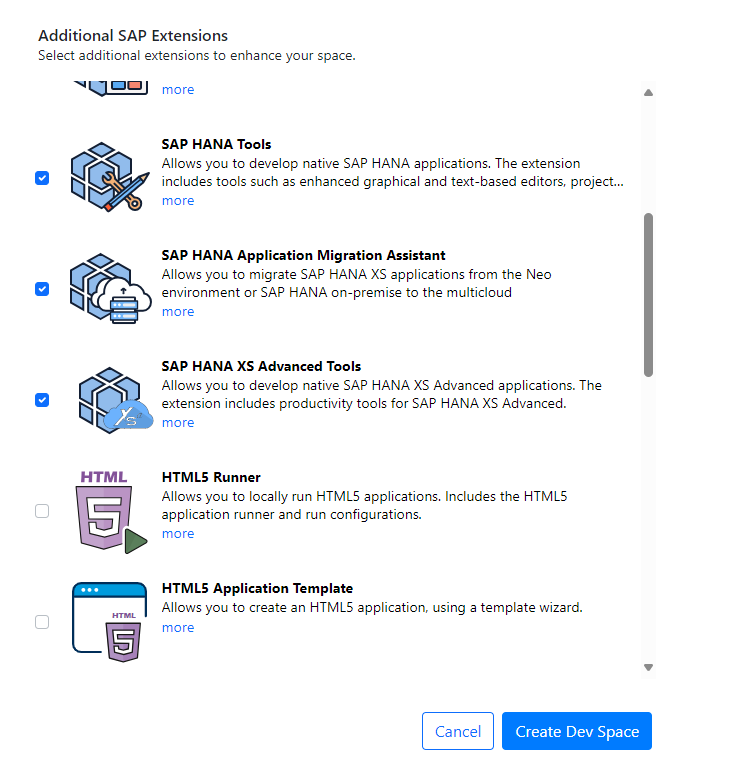 Additional SAP Extensions
Select additional extensions to enhance your space.
more
SAP HANA Tools
Allows you to develop native SAP HANA applications. The extension
includes tools such as enhanced graphical and text-based editors, project...
more
SAP HANA Application Migration Assistant
Allows you to migrate SAP HANA XS applications from the Neo
environment or SAP HANA on-premise to the multicloud
more
SAP HANA XS Advanced Tools
Allows you to develop native SAP HANA XS Advanced applications. The
extension includes productivity tools for SAP HANA XS Advanced.
more
HTML
5
HTML5 Runner
Allows you to locally run HTML5 applications. Includes the HTML5
application runner and run configurations.
more
HTML
5
HTML5 Application Template
Allows you to create an HTML5 application, using a template wizard.
more
Cancel
Create Dev Space